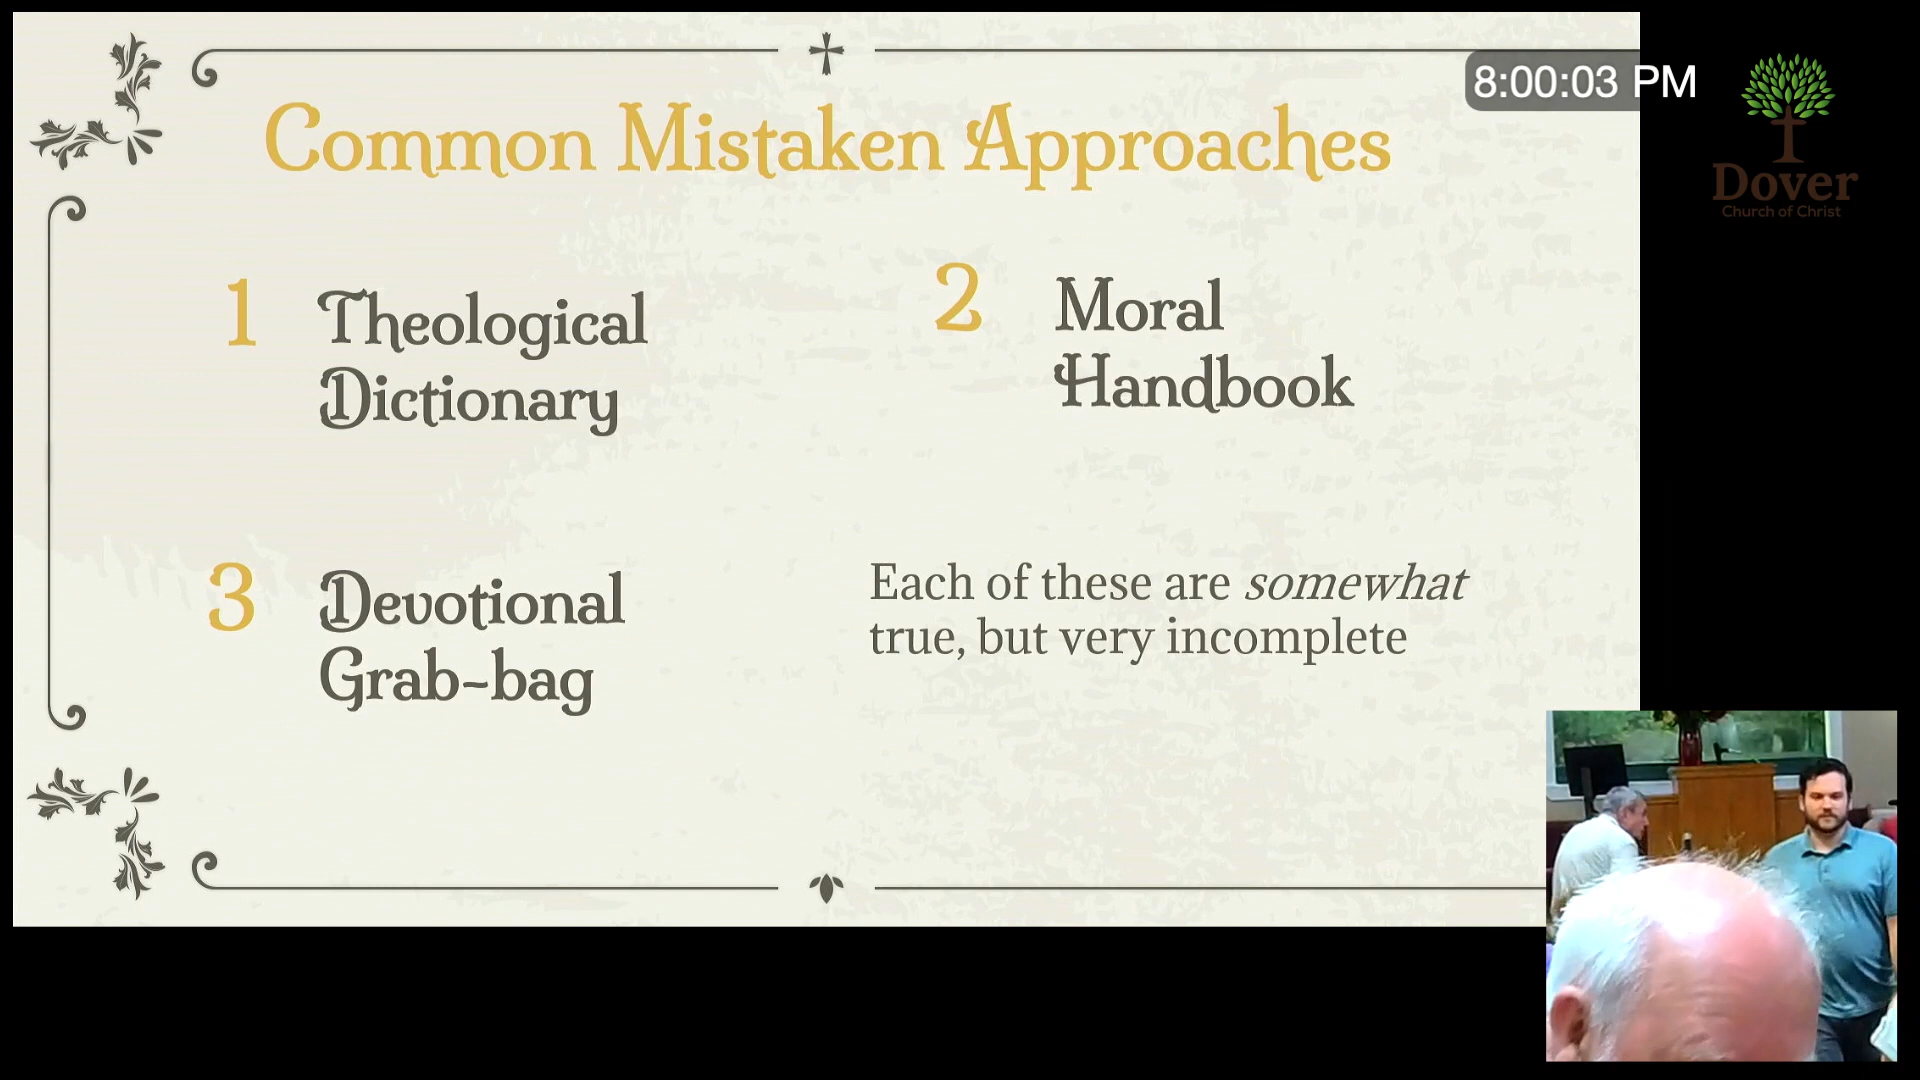 Common Mistaken Approaches
8:00:03 PM
Dover
Church of Christ
1
Theological
Dictionary
2
Moral
Handbook
3
Devotional
Grab-bag
Each of these are somewhat
true, but very incomplete